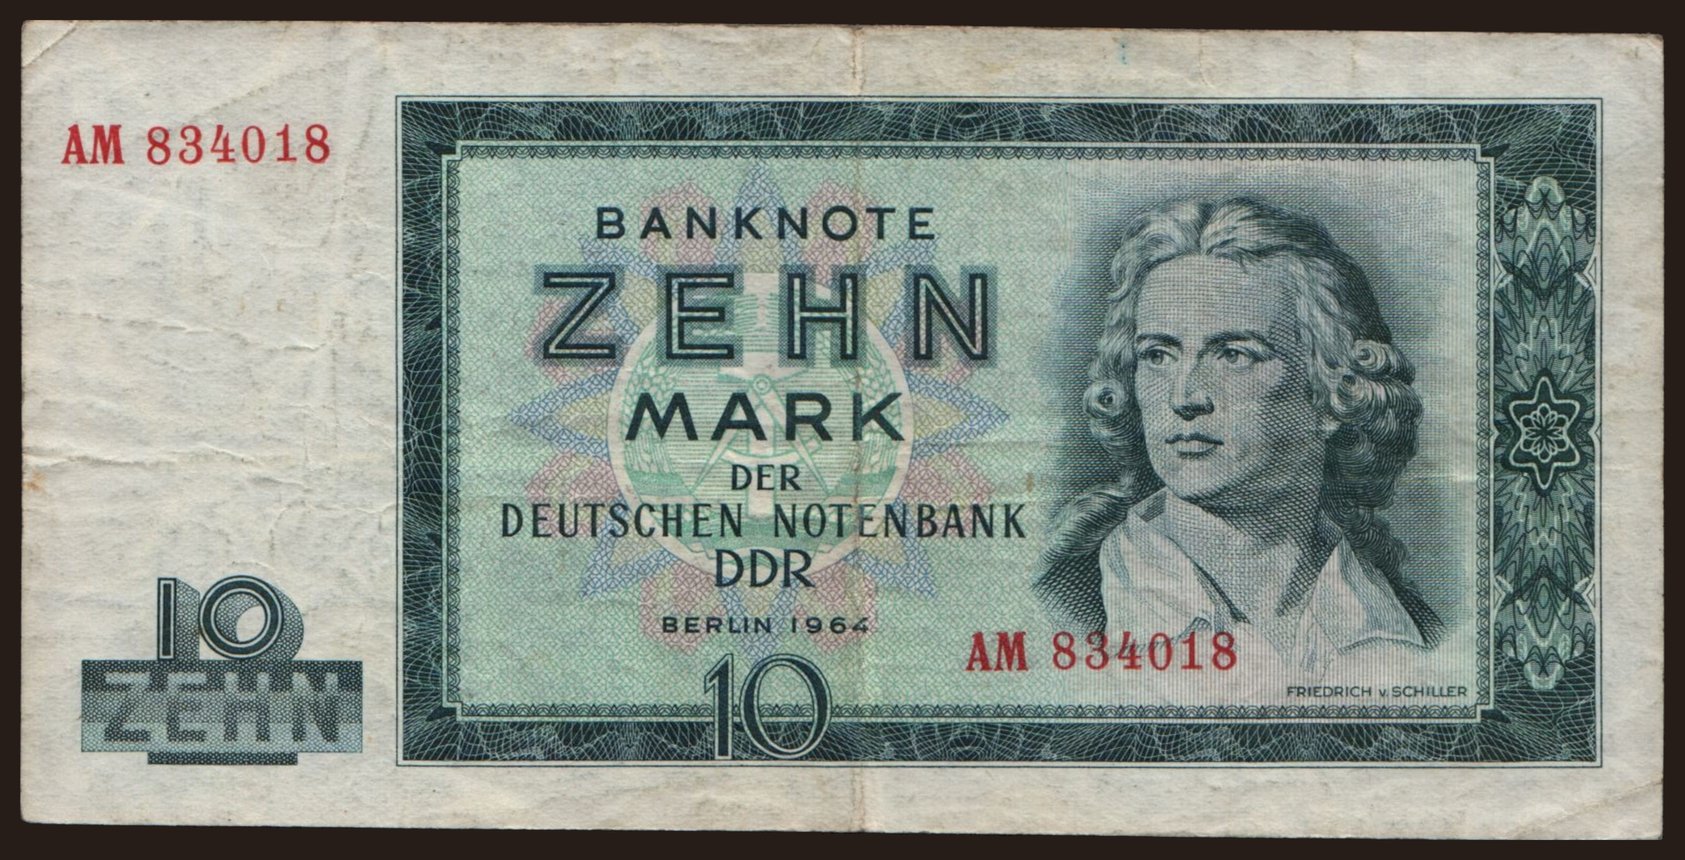 AM 834018
BANKNOTE
ZEHN
MARK
DER
DEUTSCHEN NOTENBANK
DDR
BERLIN 1964
AM 834018
FRIEDRICH v. SCHILLER
10
10
ZEHN